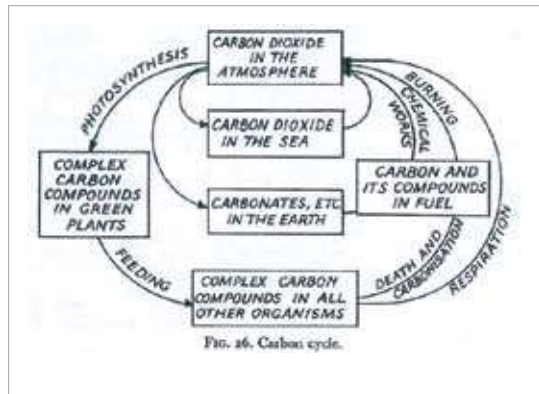 CARBON DIOXIDE
IN THE
ATMOSPHERE
PHOTOSYNTHESIS
BURNING
CHEMICAL
WORKS
CARBON DIOXIDE
IN THE SEA
COMPLEX
CARBON
COMPOUNDS
IN GREEN
PLANTS
CARBON AND
ITS COMPOUNDS
IN FUEL
CARBONATES, ETC
IN THE EARTH
FEEDING
DEATH AND
CARBONISATION
RESPIRATION
COMPLEX CARBON
COMPOUNDS IN ALL
OTHER ORGANISMS
FIG. 26. Carbon cycle.